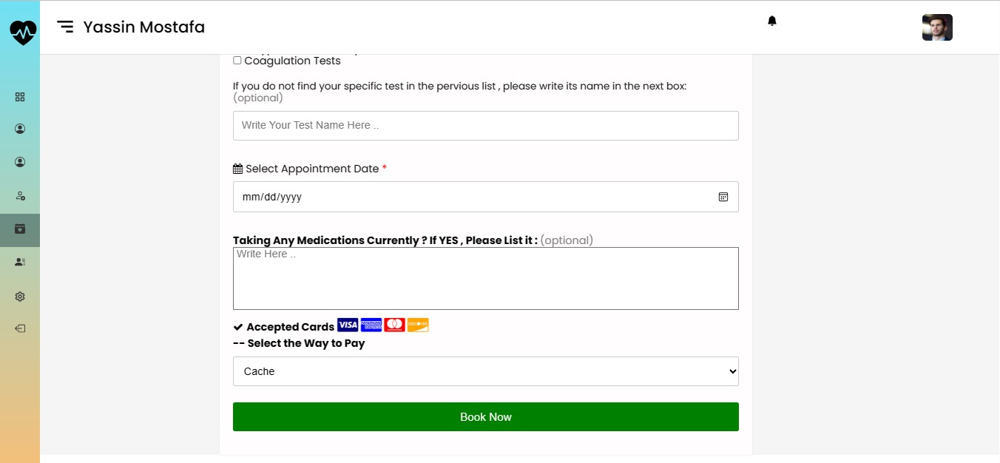 Yassin Mostafa
Coagulation Tests
If you do not find your specific test in the pervious list , please write its name in the next box:
(optional)
Write Your Test Name Here ..
Select Appointment Date *
mm/dd/yyyy
Taking Any Medications Currently ? If YES , Please List it : (optional)
Write Here ..
Accepted Cards VISA AMERICAN EXPRESS DISCOVER
-- Select the Way to Pay
Cache
Book Now